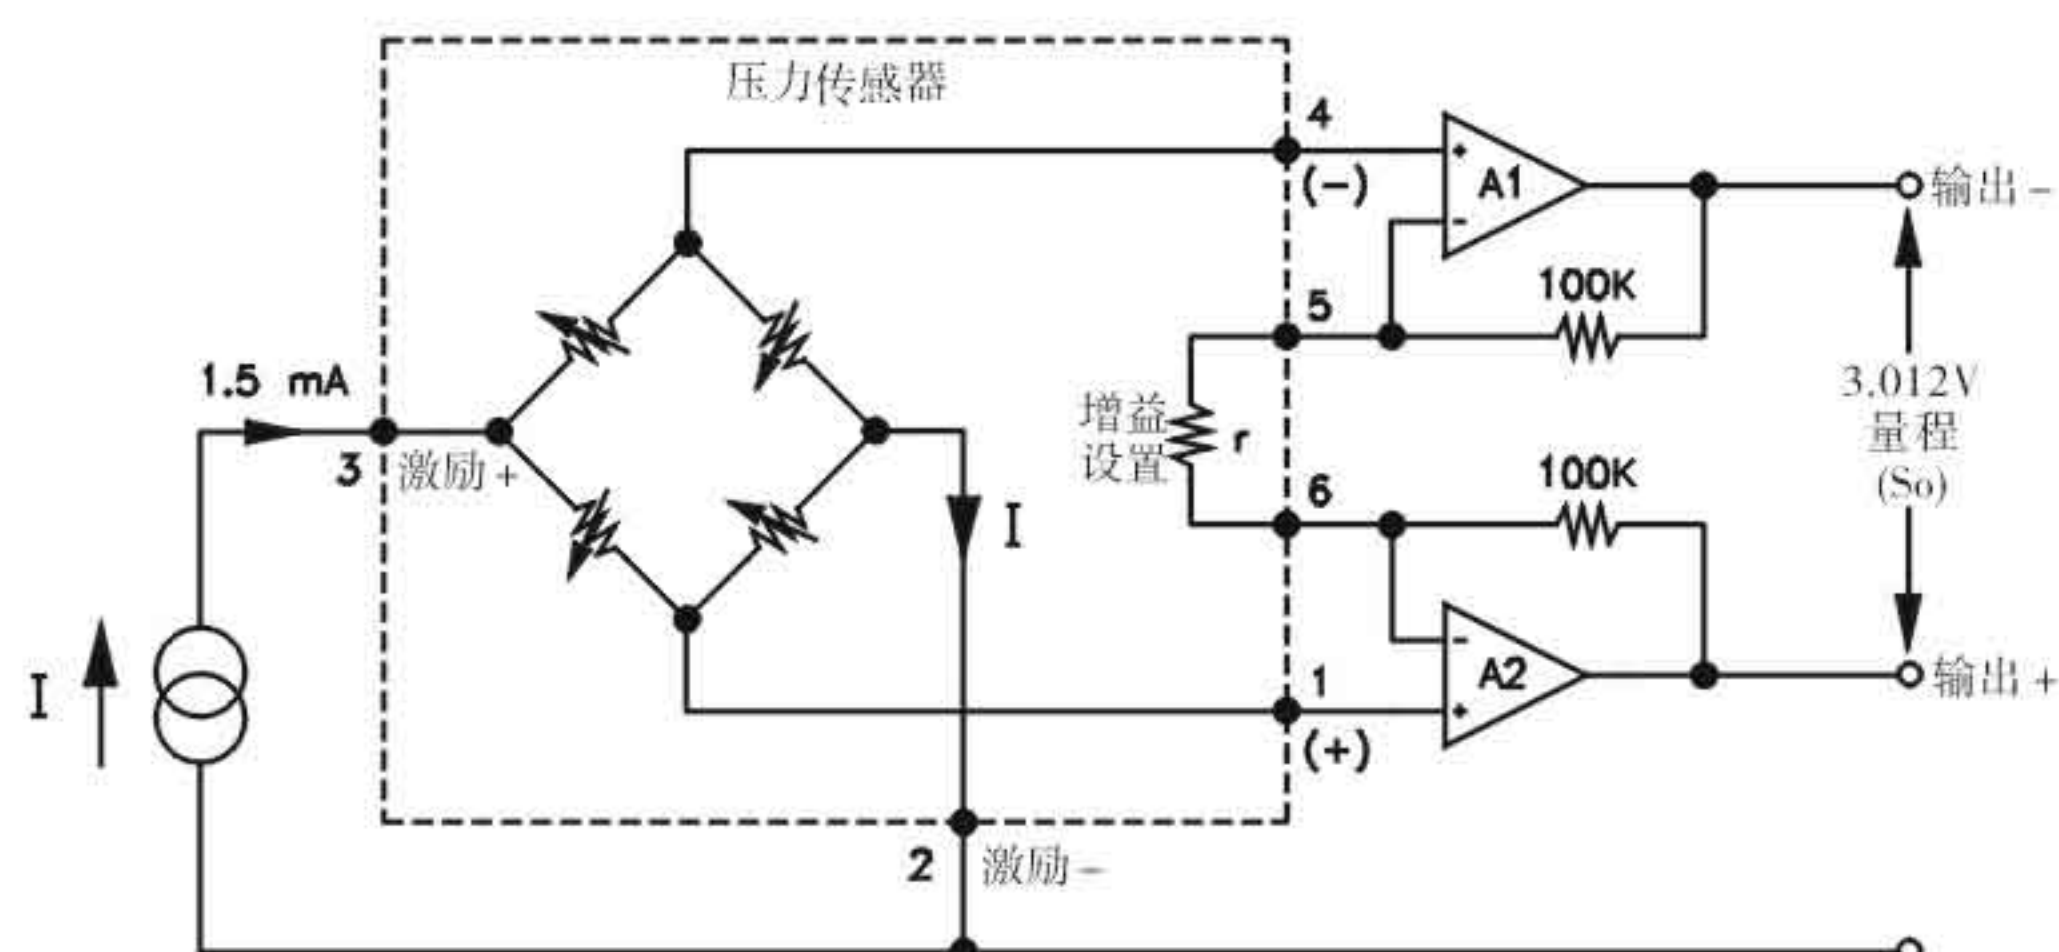 压力传感器
4
(-)
A1
输出 -
5
100K
1.5 mA
3
激励 +
增益
设置
r
3.012V
量程
(So)
6
100K
I
I
1
(+)
A2
输出 +
2
激励 -